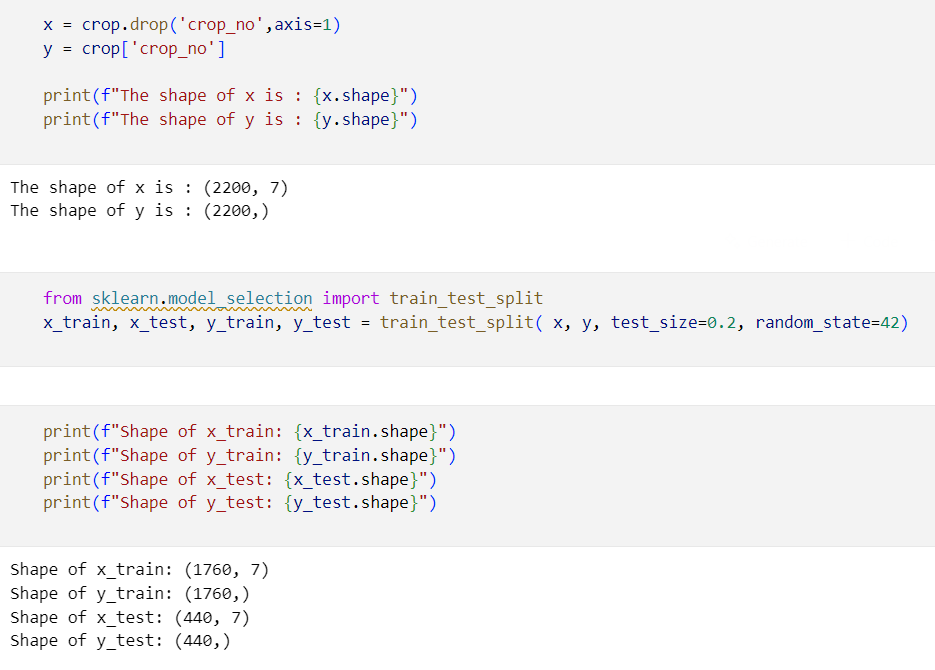 x = crop.drop('crop_no',axis=1)
y = crop['crop_no']
print(f"The shape of x is : {x.shape}")
print(f"The shape of y is : {y.shape}")
The shape of x is : (2200, 7)
The shape of y is : (2200,)
from sklearn.model_selection import train_test_split
x_train, x_test, y_train, y_test = train_test_split( x, y, test_size=0.2, random_state=42)
print(f"Shape of x_train: {x_train.shape}")
print(f"Shape of y_train: {y_train.shape}")
print(f"Shape of x_test: {x_test.shape}")
print(f"Shape of y_test: {y_test.shape}")
Shape of x_train: (1760, 7)
Shape of y_train: (1760,)
Shape of x_test: (440, 7)
Shape of y_test: (440,)